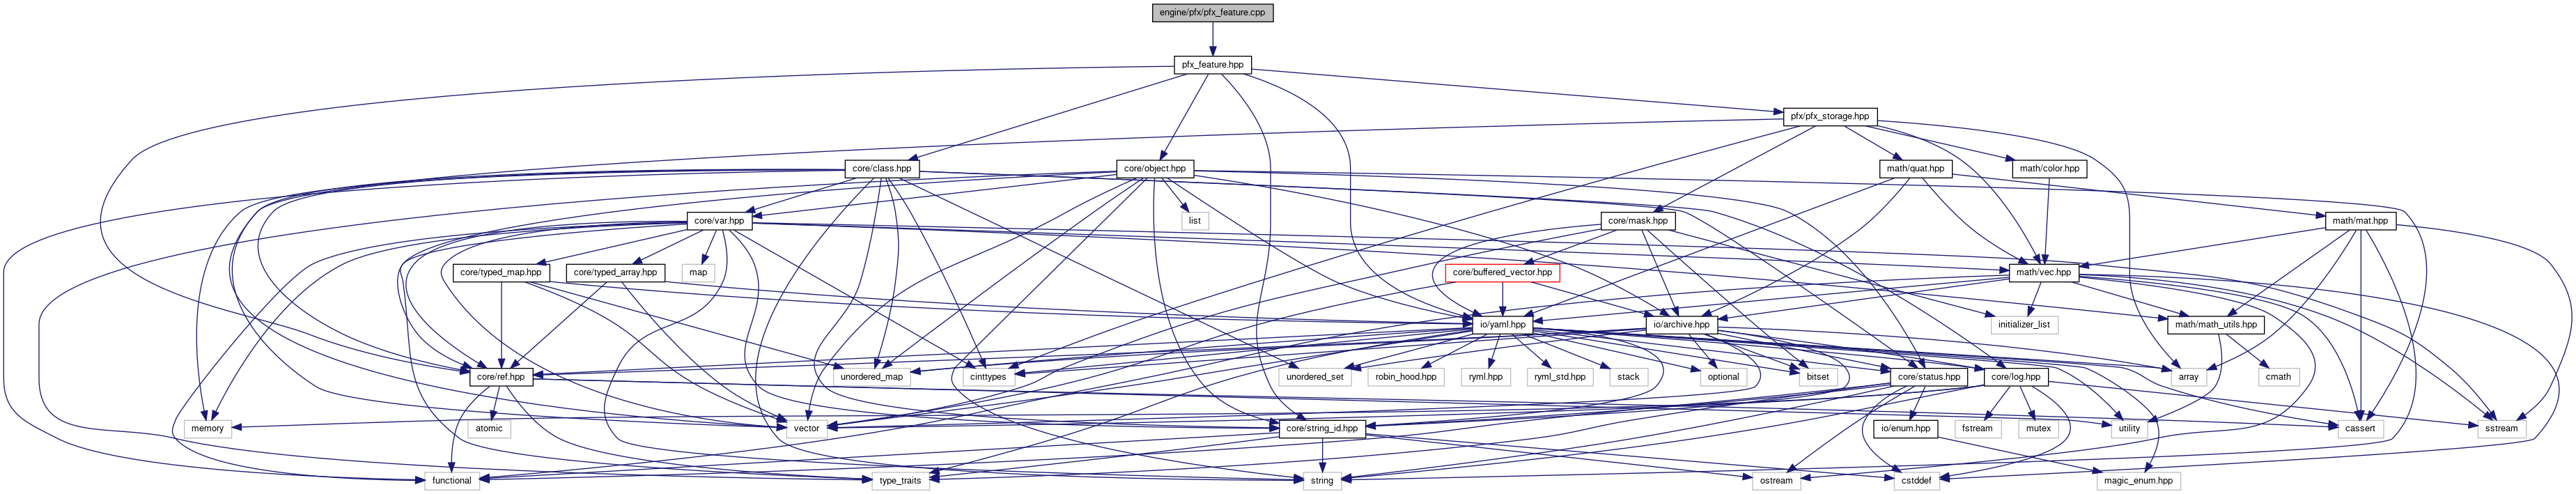 engine/pfx/pfx_feature.cpp
pfx_feature.hpp
pfx/pfx_storage.hpp
core/class.hpp
core/object.hpp
math/quat.hpp
math/color.hpp
core/var.hpp
list
core/mask.hpp
math/mat.hpp
core/typed_map.hpp
core/typed_array.hpp
map
core/buffered_vector.hpp
math/vec.hpp
io/yaml.hpp
io/archive.hpp
initializer_list
math/math_utils.hpp
core/ref.hpp
unordered_map
cinttypes
unordered_set
robin_hood.hpp
ryml.hpp
ryml_std.hpp
stack
optional
bitset
core/status.hpp
core/log.hpp
array
cmath
memory
atomic
vector
core/string_id.hpp
io/enum.hpp
fstream
mutex
utility
cassert
sstream
functional
type_traits
string
ostream
cstddef
magic_enum.hpp